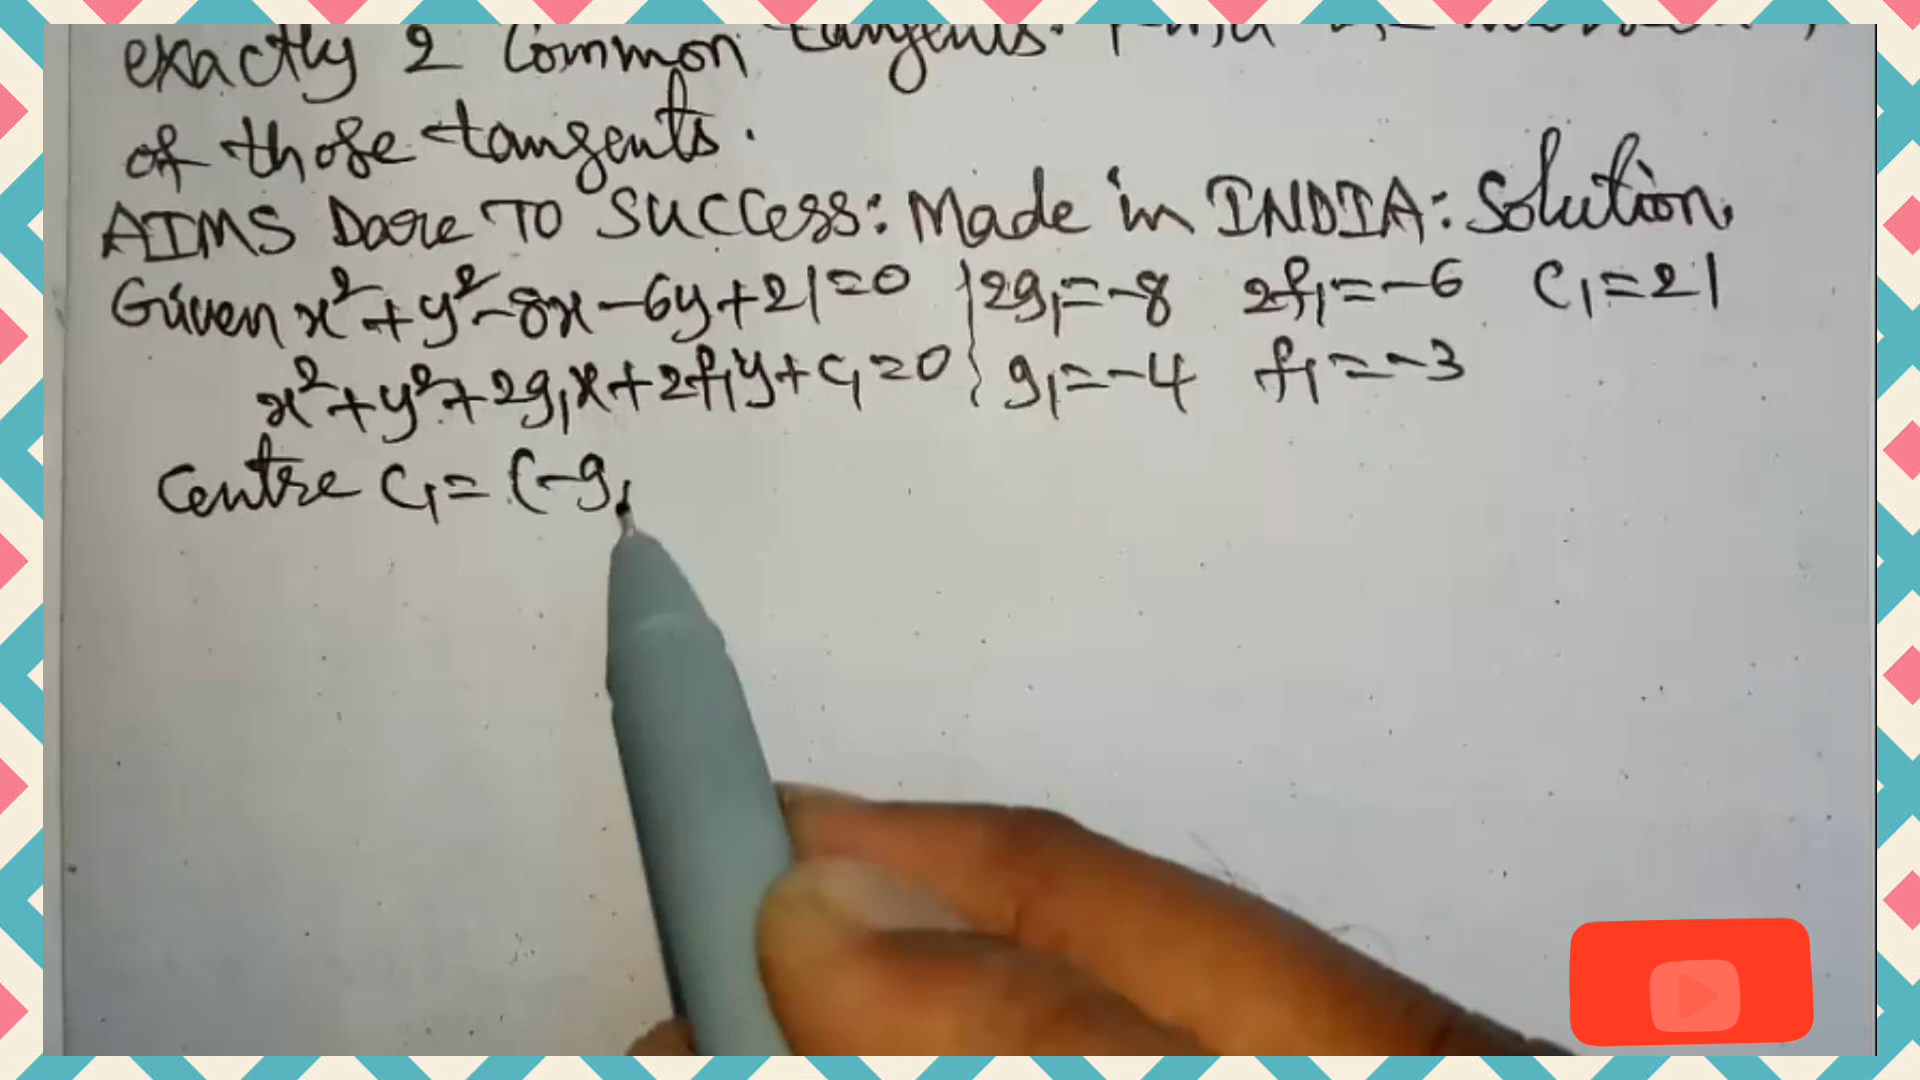 exactly 2 Common tangents.
of those tangents.
AIMS Dare TO SUCCess: Made in INDIA: Solution.
Given x²+y²-8x-6y+21=0 | 2g₁=-8 2f₁=-6 C₁=21
x²+y²+2g₁x+2f₁y+c₁=0 } g₁=-4 f₁=-3
Centre C₁= (-g,